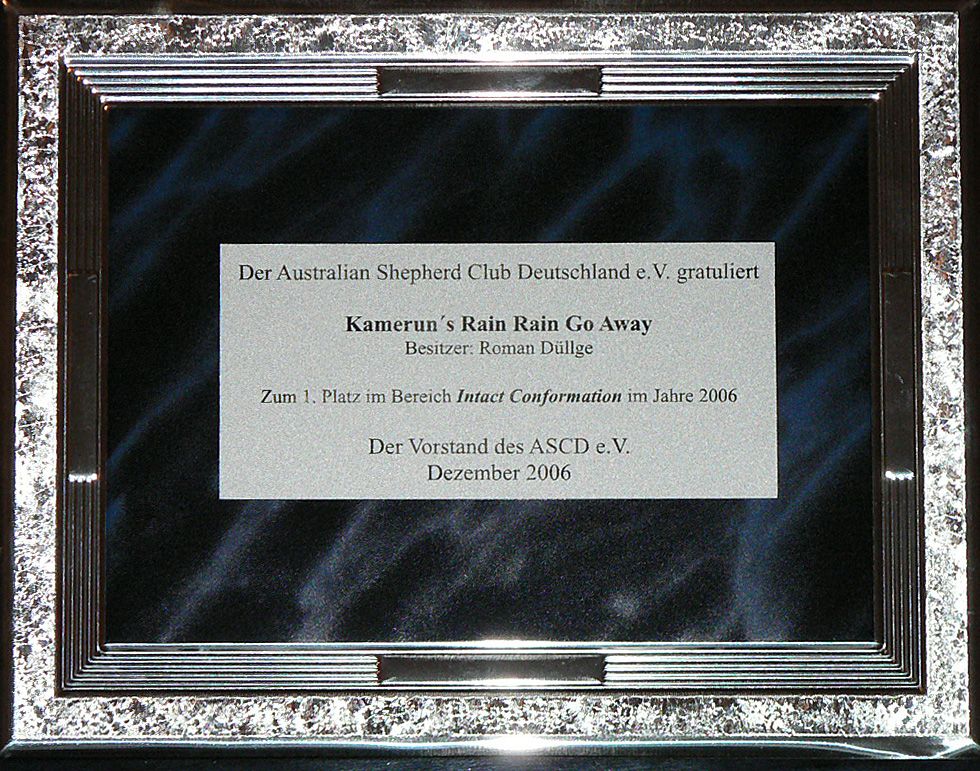 Der Australian Shepherd Club Deutschland e.V. gratuliert
Kamerun´s Rain Rain Go Away
Besitzer: Roman Düllge
Zum 1. Platz im Bereich Intact Conformation im Jahre 2006
Der Vorstand des ASCD e.V.
Dezember 2006